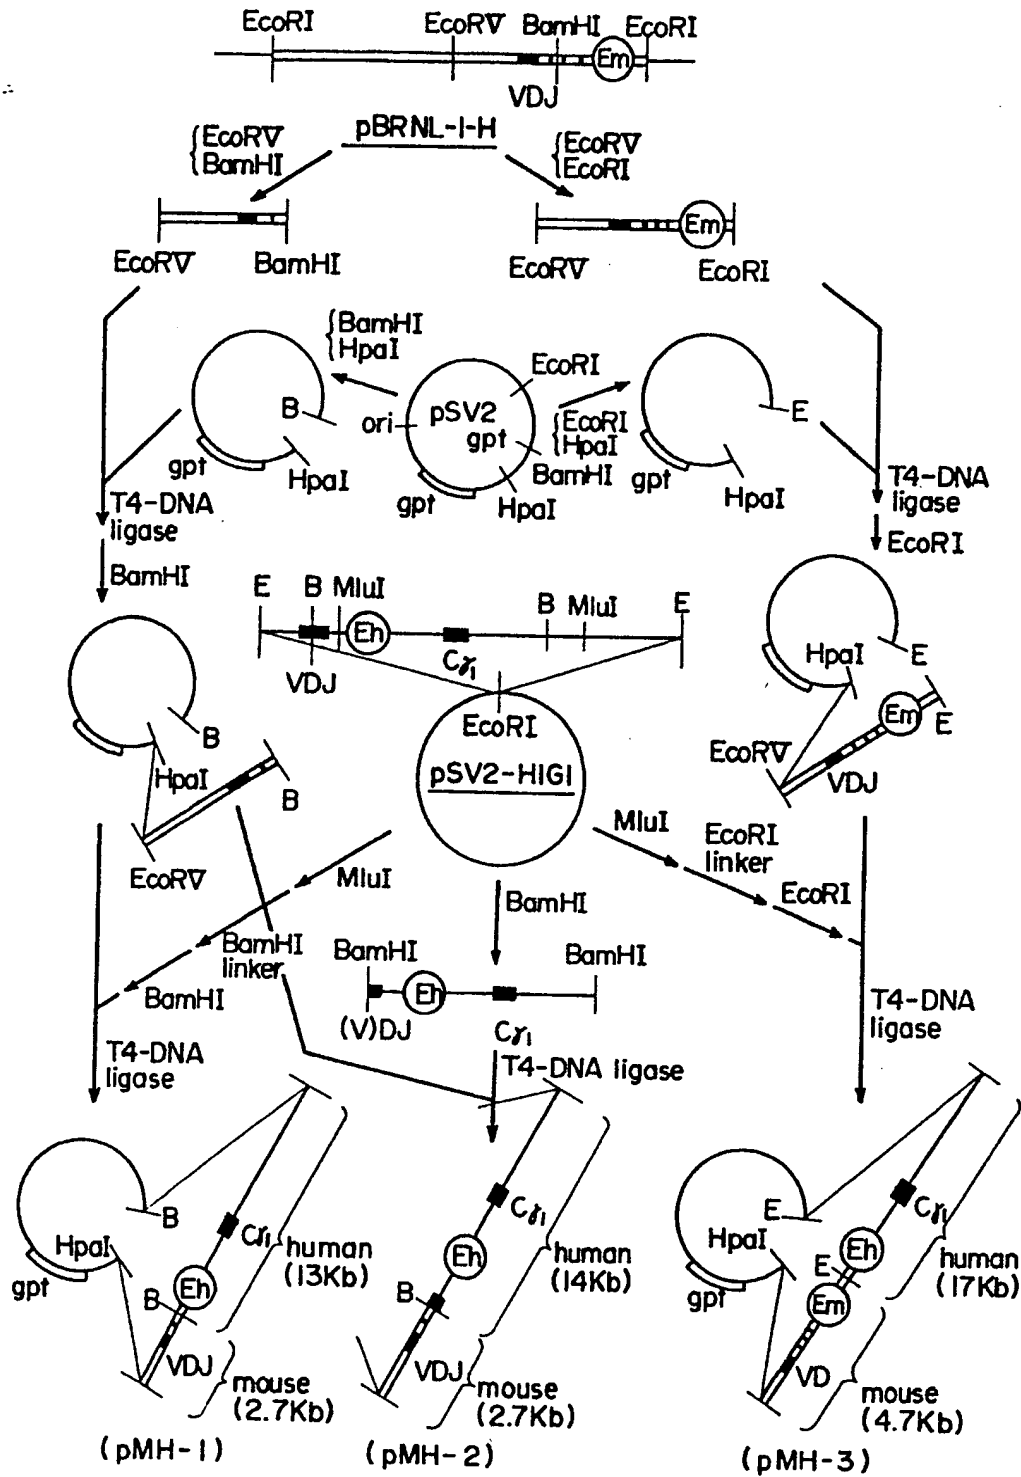 EcoRI EcoRV BamHI EcoRI
Em
VDJ
pBRNL-1-H
EcoRV
BamHI
EcoRV
EcoRI
Em
EcoRV BamHI
EcoRV EcoRI
BamHI
HpaI
EcoRI
B
ori
pSV2
gpt
EcoRI
HpaI
BamHI
E
gpt
HpaI
gpt
HpaI
gpt
HpaI
T4-DNA
ligase
T4-DNA
ligase
BamHI
EcoRI
E B MluI B MluI E
Eh
Cγ1
VDJ
HpaI
E
Em
E
EcoRV
VDJ
B
HpaI
B
EcoRV
EcoRI
pSV2-H1G1
MluI
BamHI
linker
BamHI
BamHI
MluI
EcoRI
linker
EcoRI
BamHI BamHI
Eh
(V)DJ Cγ1
T4-DNA
ligase
T4-DNA ligase
T4-DNA
ligase
B
HpaI
gpt
Cγ1
human
(13Kb)
B
Eh
VDJ
mouse
(2.7Kb)
(pMH-1)
Cγ1
Eh
human
(14Kb)
B
VDJ
mouse
(2.7Kb)
(pMH-2)
E
HpaI
gpt
Cγ1
Eh
human
(17Kb)
E
Em
VD
mouse
(4.7Kb)
(pMH-3)